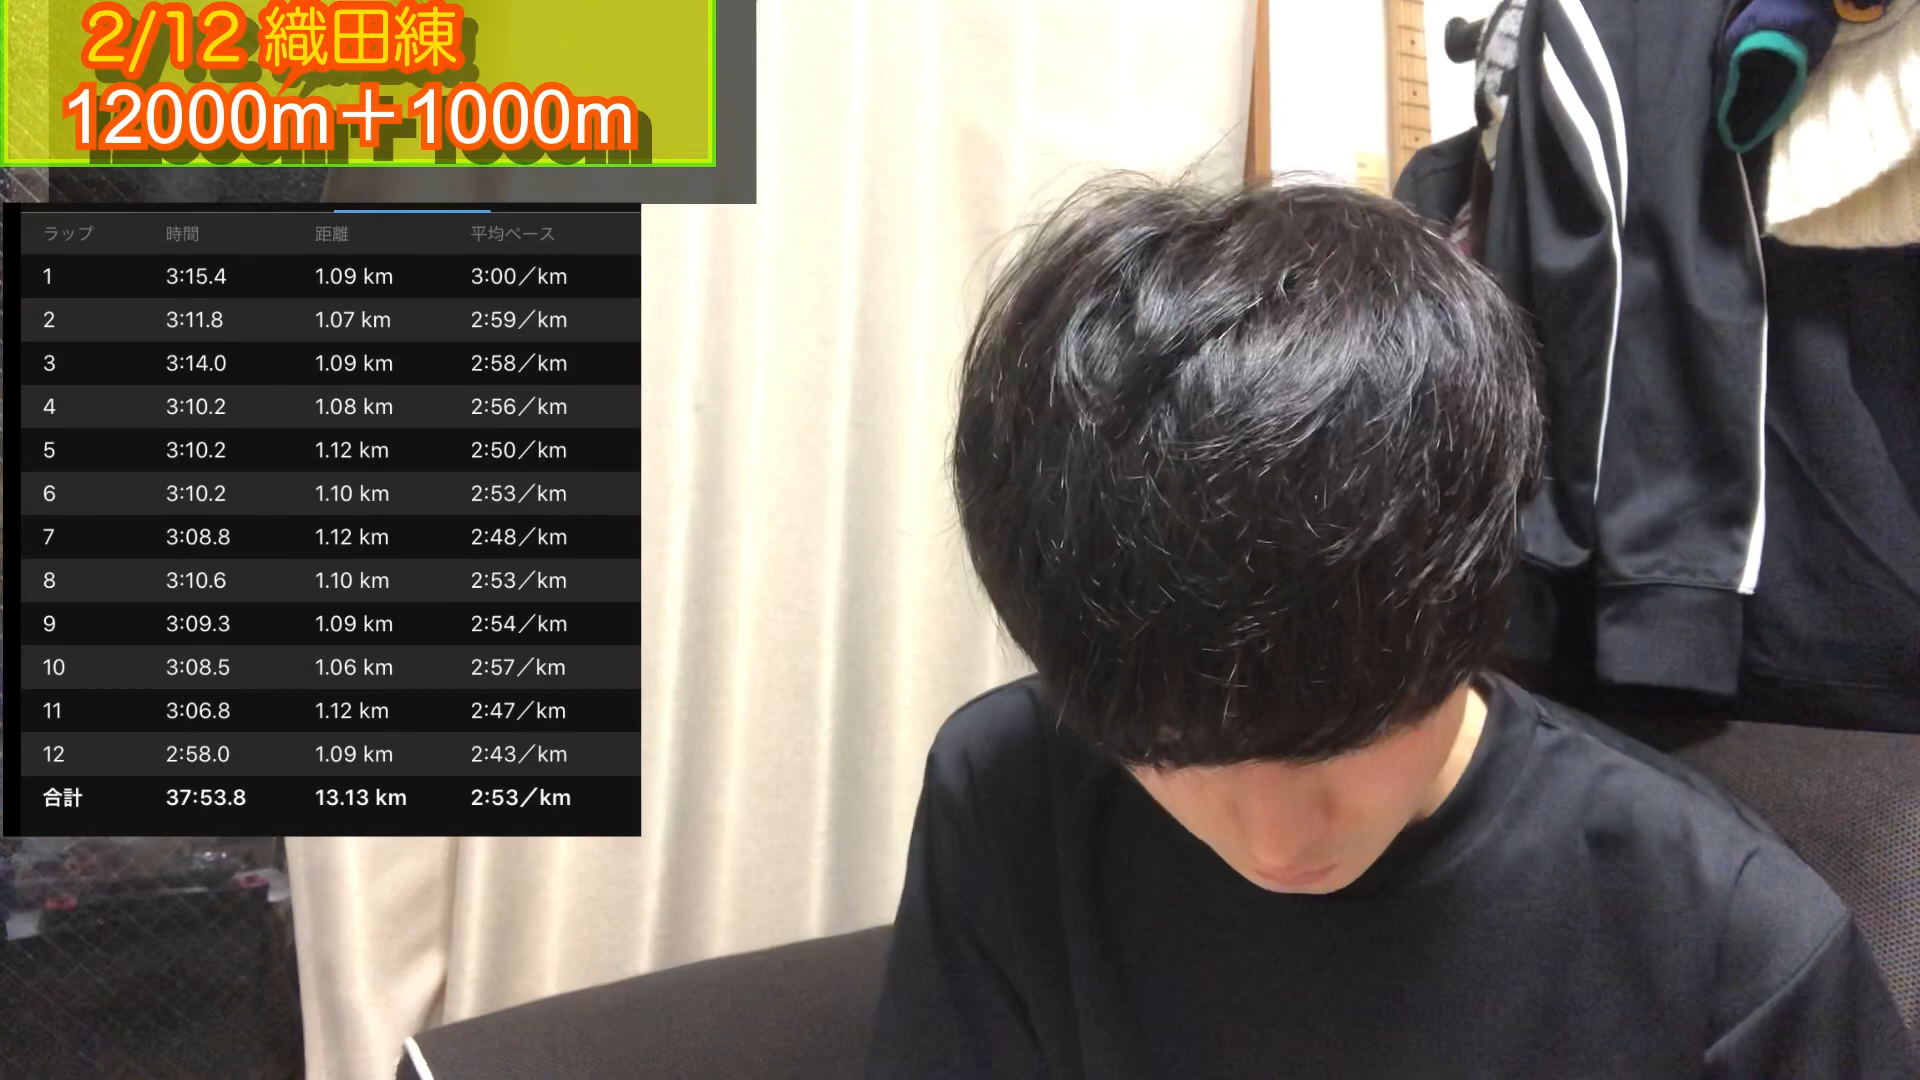 2/12 織田練
12000m＋1000m
ラップ 時間 距離 平均ペース
1 3:15.4 1.09 km 3:00／km
2 3:11.8 1.07 km 2:59／km
3 3:14.0 1.09 km 2:58／km
4 3:10.2 1.08 km 2:56／km
5 3:10.2 1.12 km 2:50／km
6 3:10.2 1.10 km 2:53／km
7 3:08.8 1.12 km 2:48／km
8 3:10.6 1.10 km 2:53／km
9 3:09.3 1.09 km 2:54／km
10 3:08.5 1.06 km 2:57／km
11 3:06.8 1.12 km 2:47／km
12 2:58.0 1.09 km 2:43／km
合計 37:53.8 13.13 km 2:53／km